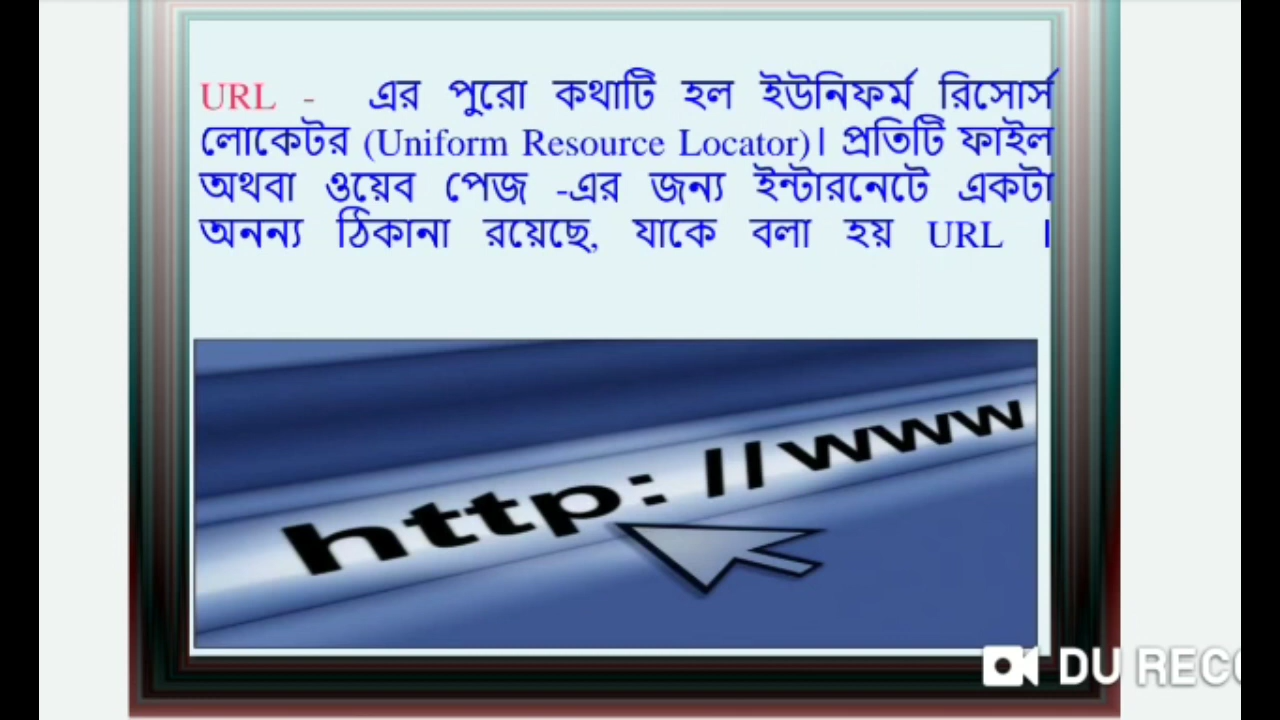 URL - এর পুরো কথাটি হল ইউনিফর্ম রিসোর্স
লোকেটর (Uniform Resource Locator)। প্রতিটি ফাইল
অথবা ওয়েব পেজ -এর জন্য ইন্টারনেটে একটা
অনন্য ঠিকানা রয়েছে, যাকে বলা হয় URL ।
http: //www
DU RECO